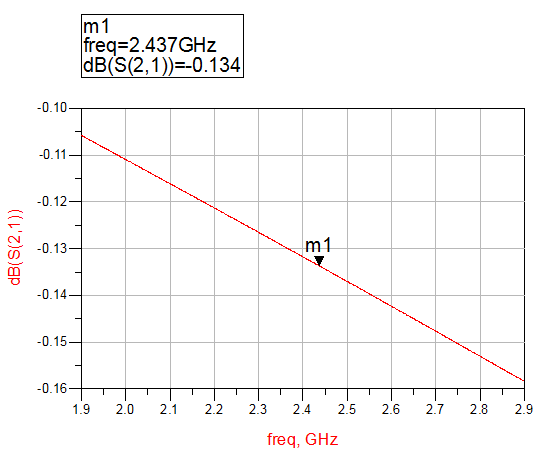 m1
freq=2.437GHz
dB(S(2,1))=-0.134
-0.10
-0.11
-0.12
-0.13
-0.14
-0.15
-0.16
dB(S(2,1))
m1
1.9 2.0 2.1 2.2 2.3 2.4 2.5 2.6 2.7 2.8 2.9
freq, GHz